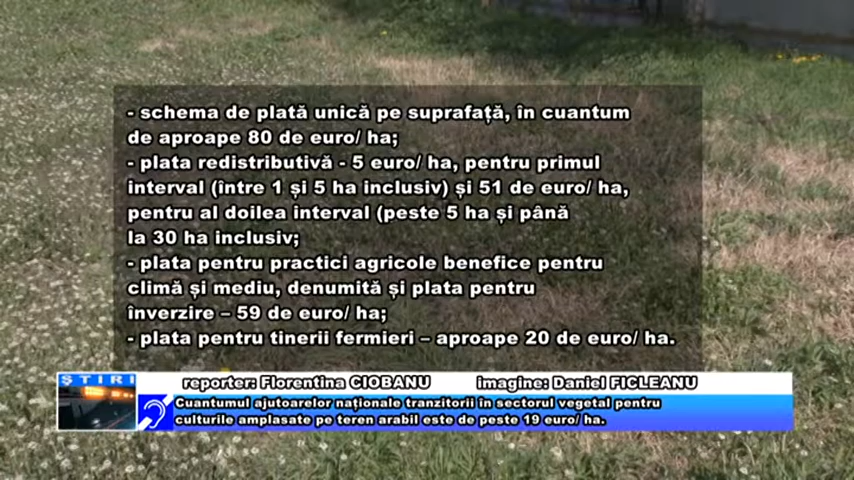 - schema de plată unică pe suprafață, în cuantum
de aproape 80 de euro/ ha;
- plata redistributivă - 5 euro/ ha, pentru primul
interval (între 1 și 5 ha inclusiv) și 51 de euro/ ha,
pentru al doilea interval (peste 5 ha și până
la 30 ha inclusiv;
- plata pentru practici agricole benefice pentru
climă și mediu, denumită și plata pentru
înverzire – 59 de euro/ ha;
- plata pentru tinerii fermieri – aproape 20 de euro/ ha.
ȘTIRI
reporter: Florentina CIOBANU imagine: Daniel FICLEANU
Cuantumul ajutoarelor naționale tranzitorii în sectorul vegetal pentru
culturile amplasate pe teren arabil este de peste 19 euro/ ha.